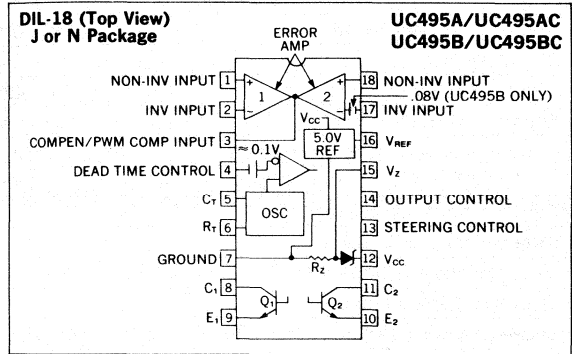 DIL-18 (Top View)
J or N Package
UC495A/UC495AC
UC495B/UC495BC
ERROR
AMP
NON-INV INPUT 1
INV INPUT 2
COMPEN/PWM COMP INPUT 3
DEAD TIME CONTROL 4
CT 5
RT 6
GROUND 7
C1 8
E1 9
+ 1 −
+ 2 −
VCC
5.0V
REF
≈ 0.1V
OSC
RZ
Q1
Q2
18 NON-INV INPUT
.08V (UC495B ONLY)
17 INV INPUT
16 VREF
15 VZ
14 OUTPUT CONTROL
13 STEERING CONTROL
12 VCC
11 C2
10 E2